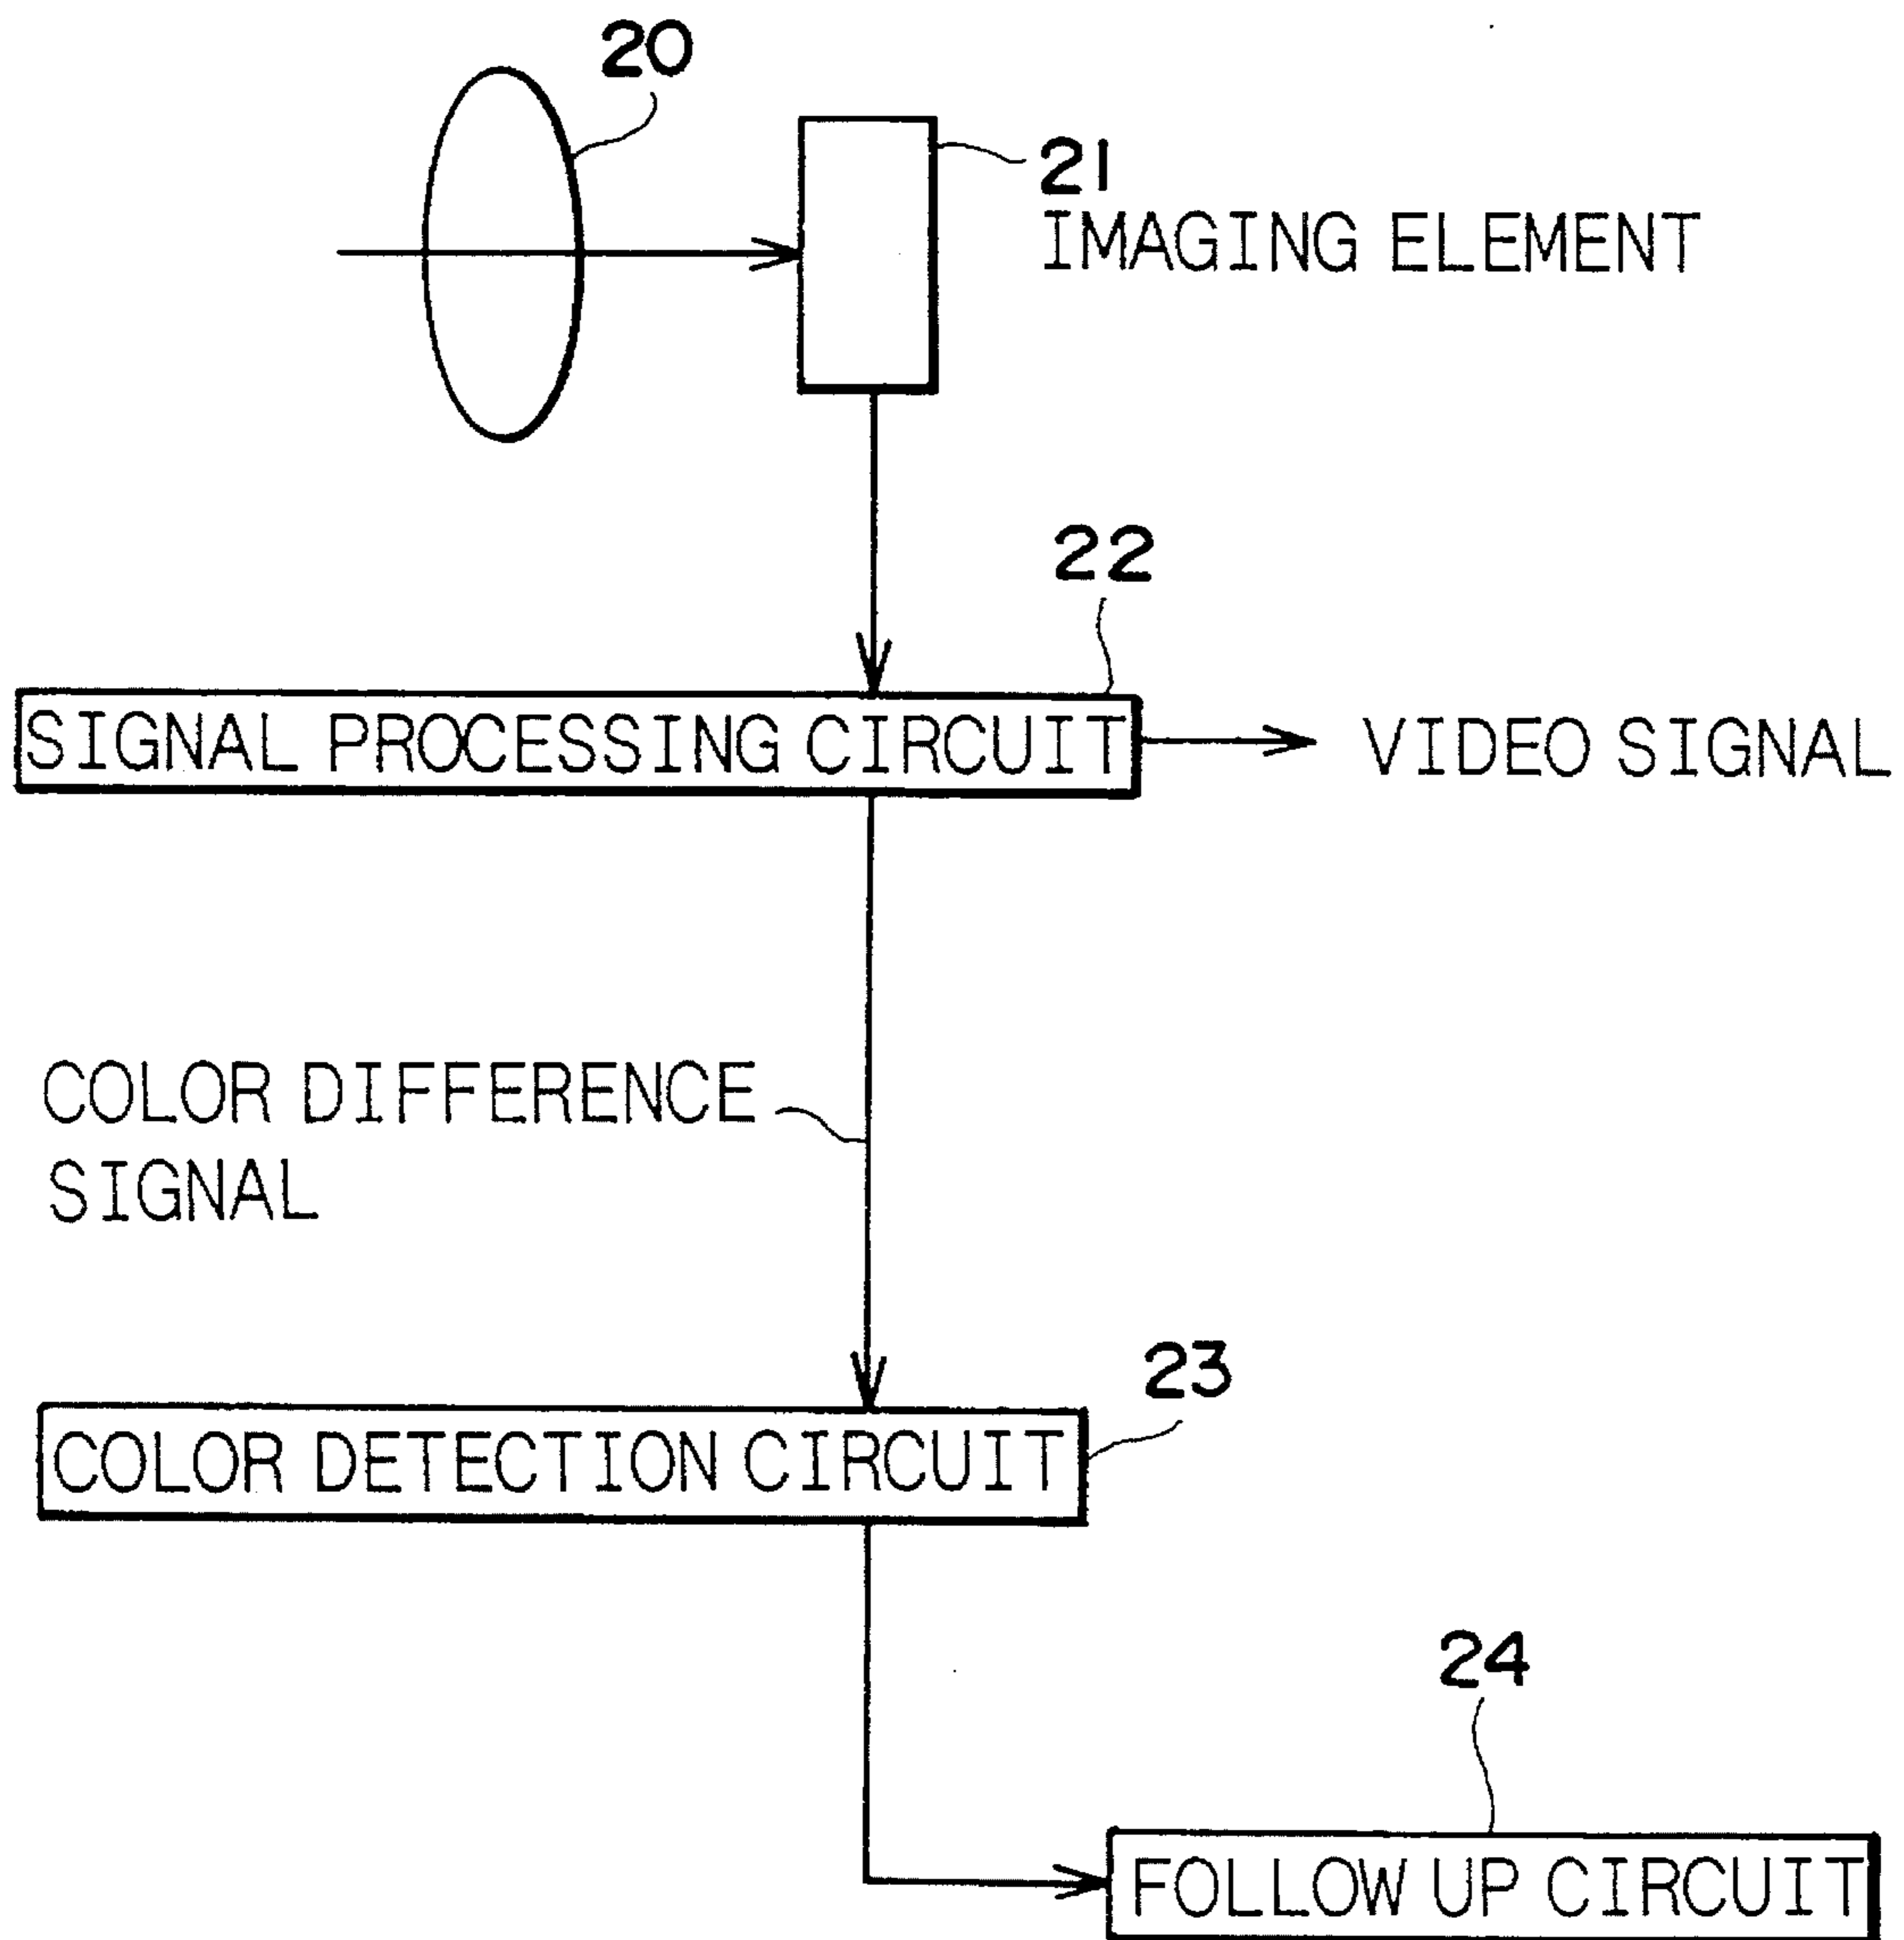 20
21
IMAGING ELEMENT
22
SIGNAL PROCESSING CIRCUIT
VIDEO SIGNAL
COLOR DIFFERENCE
SIGNAL
23
COLOR DETECTION CIRCUIT
24
FOLLOW UP CIRCUIT